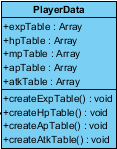 PlayerData
+expTable : Array
+hpTable : Array
+mpTable : Array
+apTable : Array
+atkTable : Array
+createExpTable() : void
+createHpTable() : void
+createApTable() : void
+createAtkTable() : void